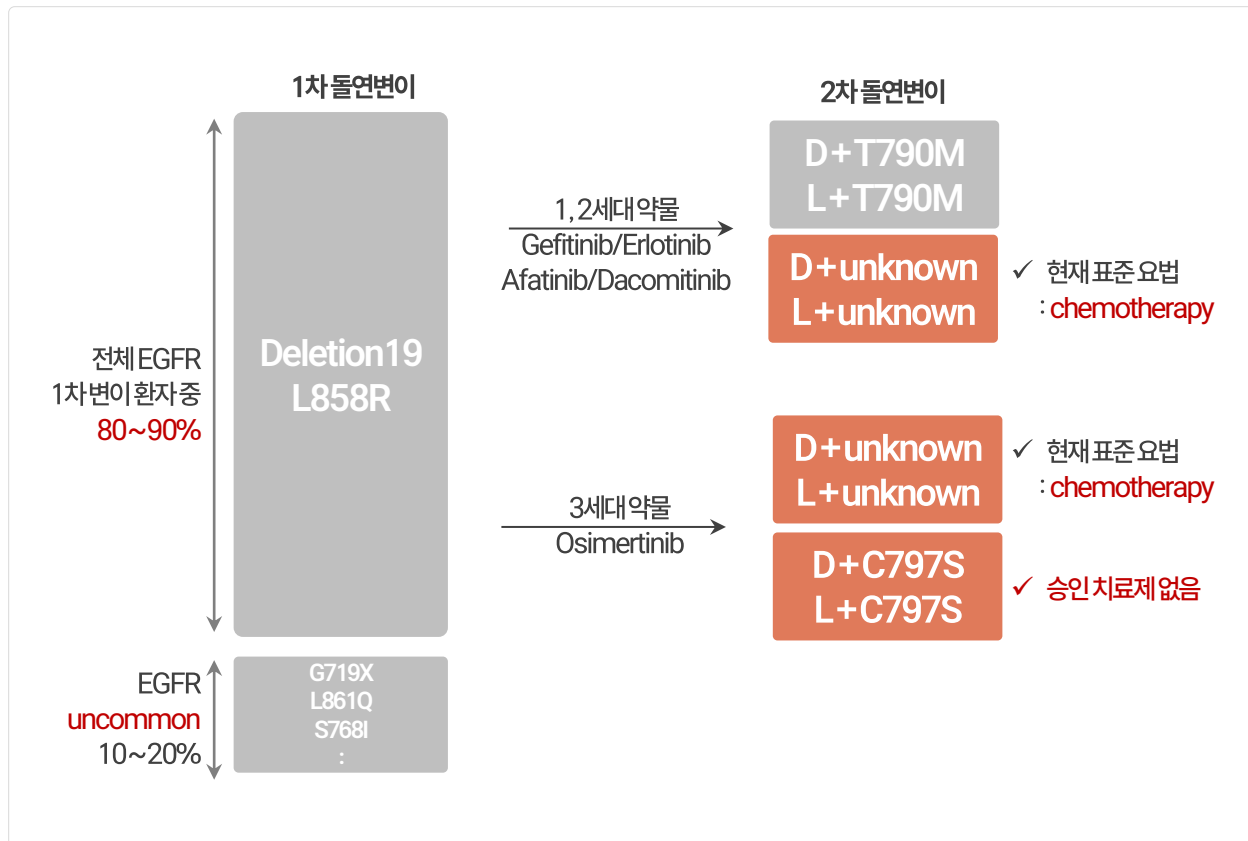 1차 돌연변이
2차 돌연변이
전체 EGFR
1차 변이 환자 중
80~90%
Deletion19
L858R
EGFR
uncommon
10~20%
G719X
L861Q
S768I
:
1, 2세대 약물
Gefitinib/Erlotinib
Afatinib/Dacomitinib
D+T790M
L+T790M
D+unknown
L+unknown
✓ 현재 표준 요법
: chemotherapy
3세대 약물
Osimertinib
D+unknown
L+unknown
✓ 현재 표준 요법
: chemotherapy
D+C797S
L+C797S
✓ 승인 치료제 없음